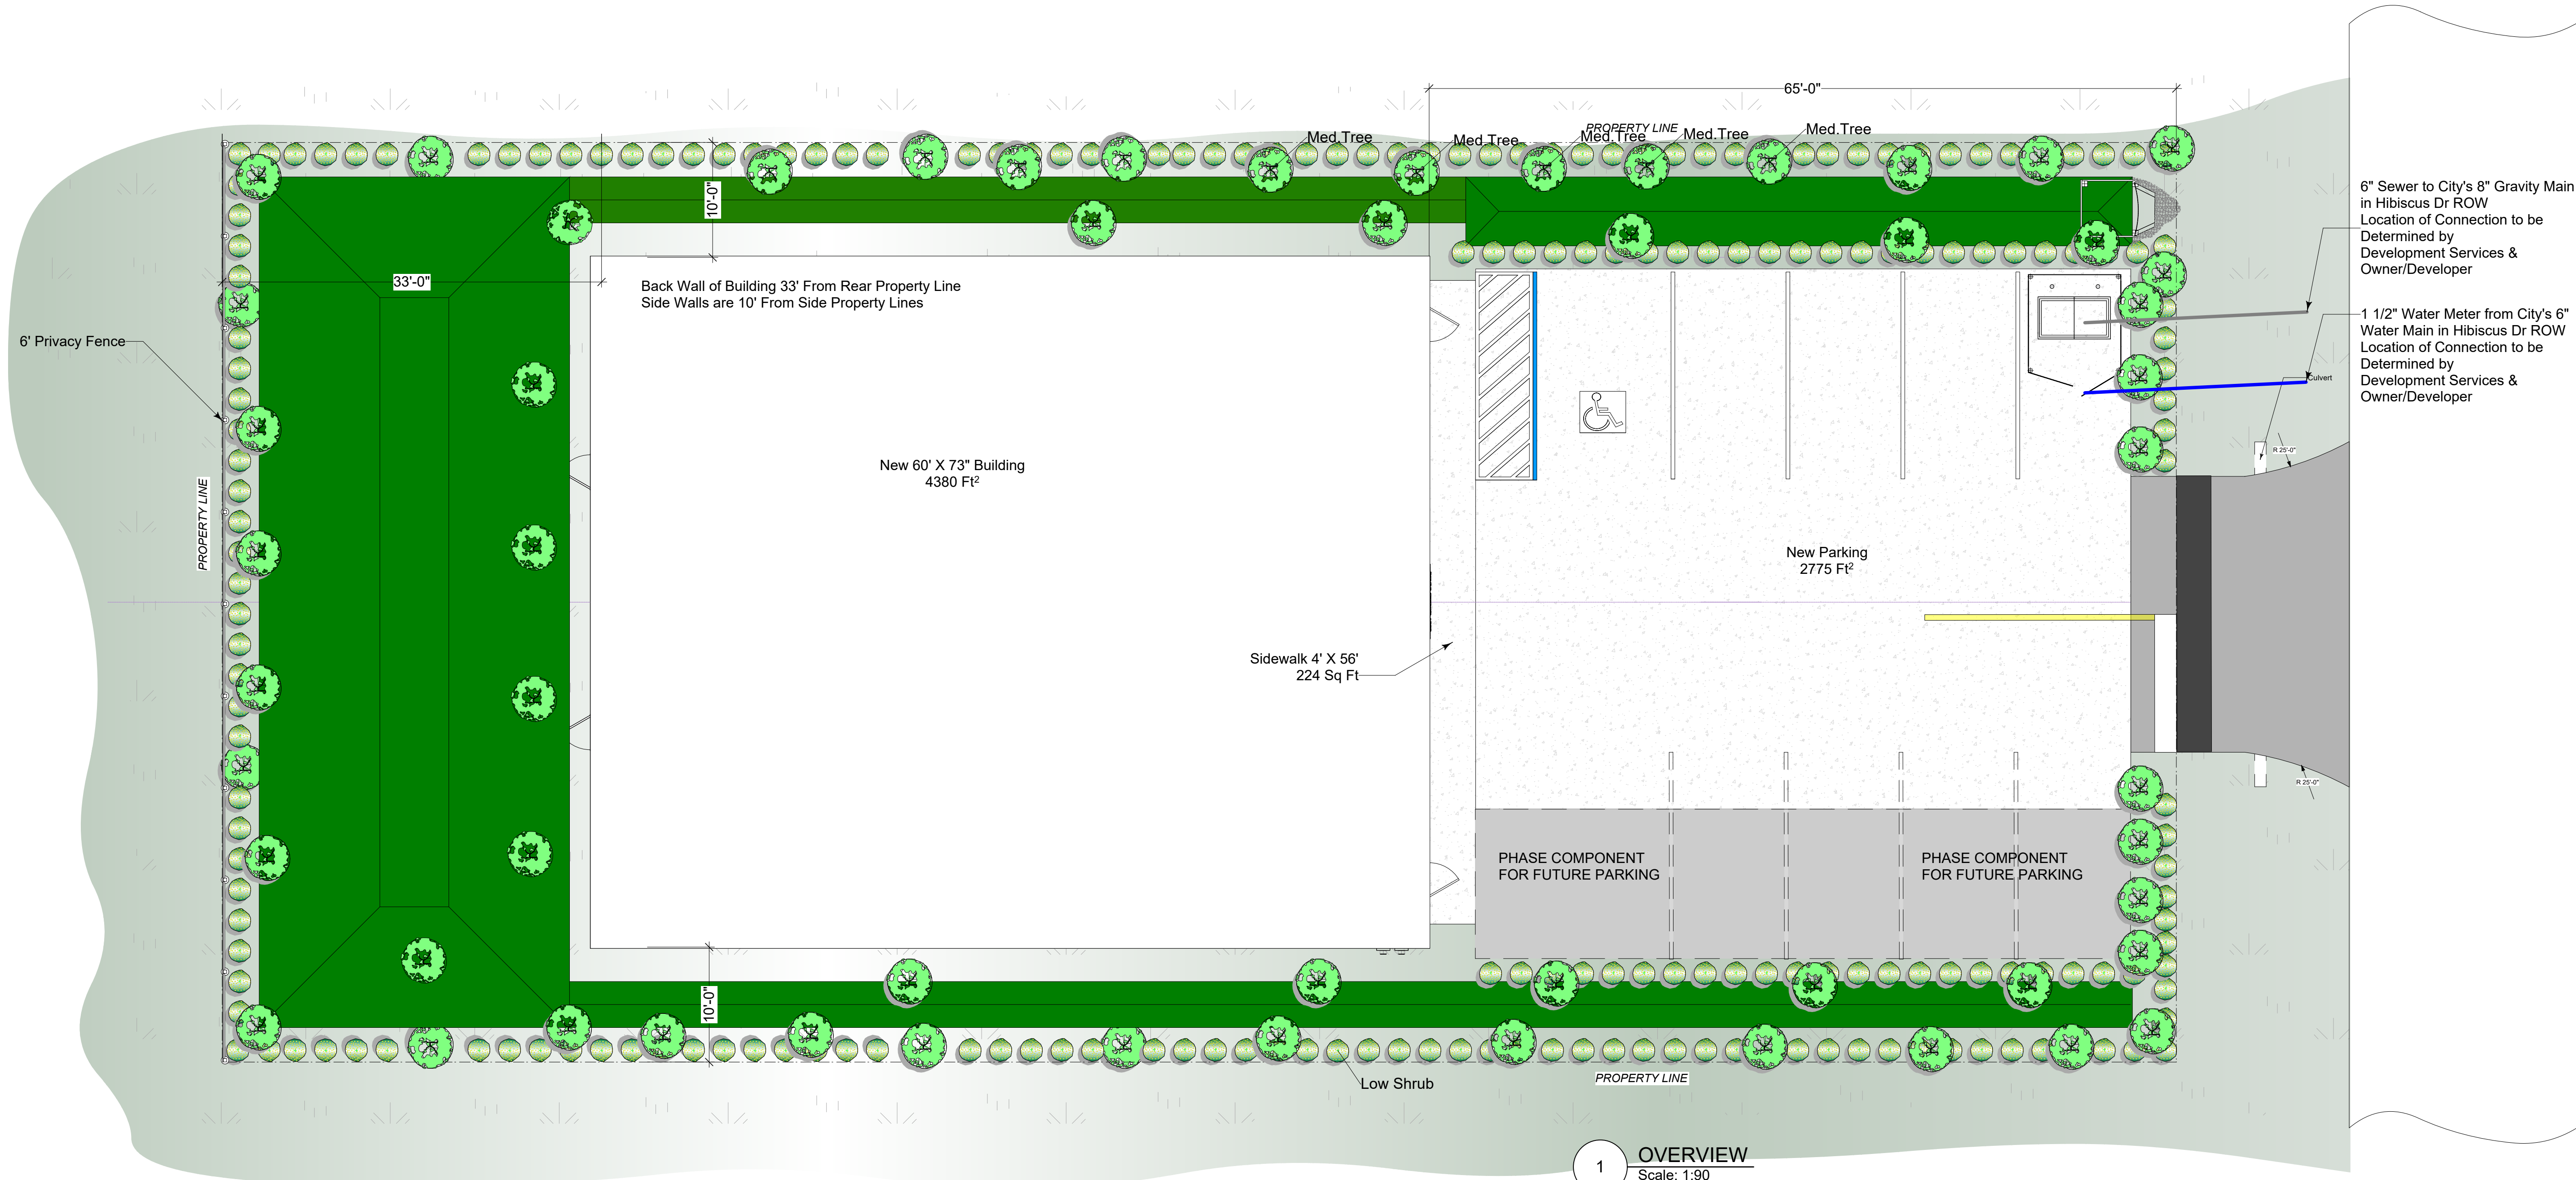 65'-0"
PROPERTY LINE
Med.Tree
Med.Tree
Med.Tree
Med.Tree
Med.Tree
10'-0"
6" Sewer to City's 8" Gravity Main
in Hibiscus Dr ROW
Location of Connection to be
Determined by
Development Services &
Owner/Developer
33'-0"
Back Wall of Building 33' From Rear Property Line
Side Walls are 10' From Side Property Lines
1 1/2" Water Meter from City's 6"
Water Main in Hibiscus Dr ROW
Location of Connection to be
Determined by
Development Services &
Owner/Developer
6' Privacy Fence
Culvert
R 25'-0"
New 60' X 73" Building
4380 Ft²
PROPERTY LINE
New Parking
2775 Ft²
Sidewalk 4' X 56'
224 Sq Ft
R 25'-0"
PHASE COMPONENT
FOR FUTURE PARKING
PHASE COMPONENT
FOR FUTURE PARKING
10'-0"
Low Shrub
PROPERTY LINE
1
OVERVIEW
Scale: 1:90